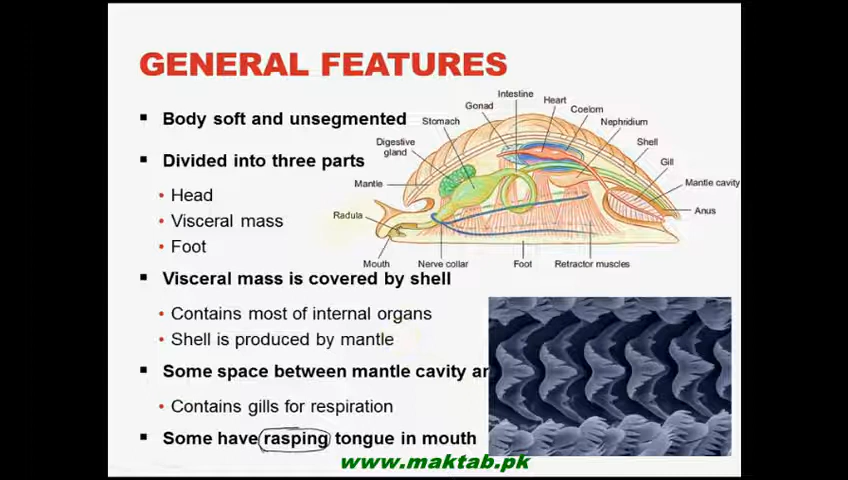 GENERAL FEATURES
Body soft and unsegmented
Divided into three parts
Head
Visceral mass
Foot
Visceral mass is covered by shell
Contains most of internal organs
Shell is produced by mantle
Some space between mantle cavity an
Contains gills for respiration
Some have rasping tongue in mouth
Intestine
Gonad
Heart
Stomach
Coelom
Nephridium
Digestive
gland
Shell
Gill
Mantle
Mantle cavity
Radula
Anus
Mouth
Nerve collar
Foot
Retractor muscles
www.maktab.pk